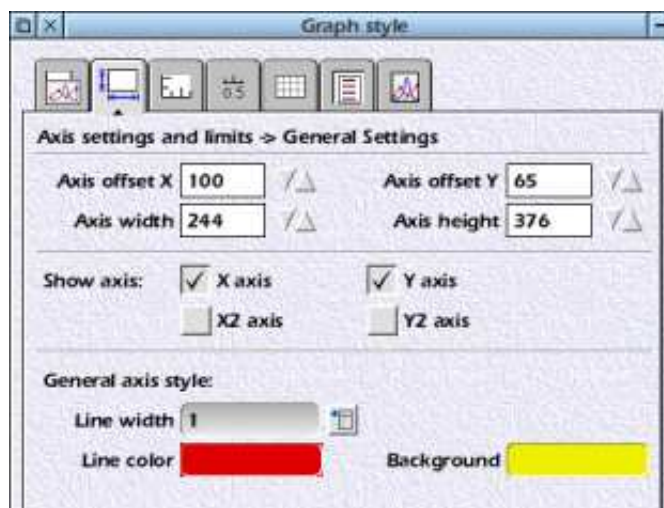 Graph style
0.5
Axis settings and limits -> General Settings
Axis offset X 100 Axis offset Y 65
Axis width 244 Axis height 376
Show axis: X axis Y axis
X2 axis Y2 axis
General axis style:
Line width 1
Line color Background